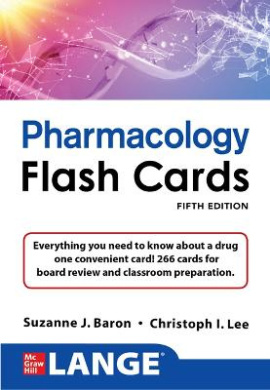 Pharmacology
Flash Cards
FIFTH EDITION
Everything you need to know about a drug
one convenient card! 266 cards for
board review and classroom preparation.
Suzanne J. Baron • Christoph I. Lee
Mc
Graw
Hill
LANGE®